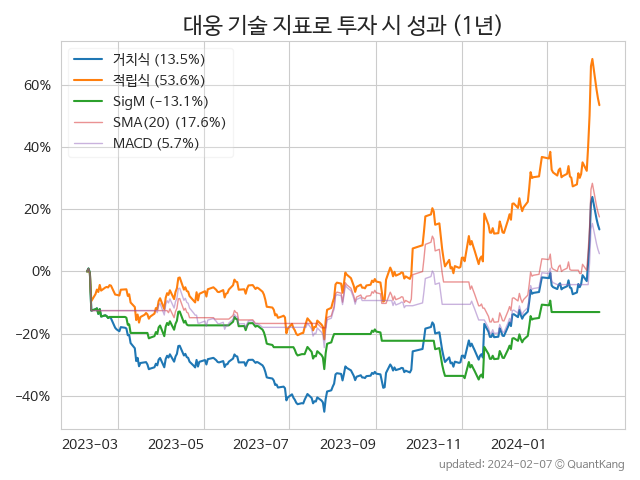 대웅 기술 지표로 투자 시 성과 (1년)
거치식 (13.5%)
적립식 (53.6%)
SigM (−13.1%)
SMA(20) (17.6%)
MACD (5.7%)
60%
40%
20%
0%
−20%
−40%
2023-03 2023-05 2023-07 2023-09 2023-11 2024-01
updated: 2024-02-07 © QuantKang